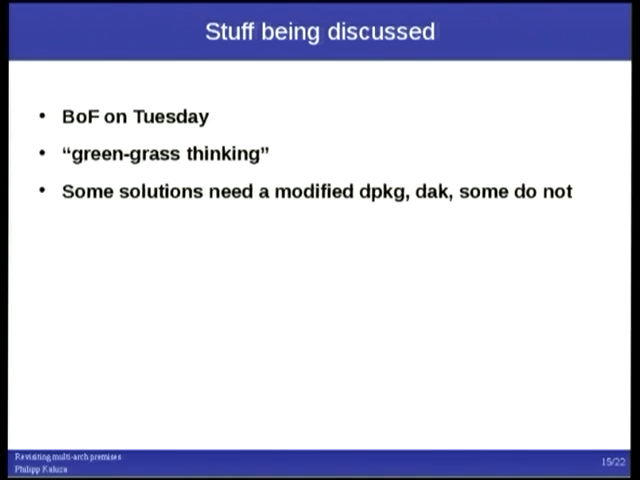 Stuff being discussed
• BoF on Tuesday
• “green-grass thinking”
• Some solutions need a modified dpkg, dak, some do not
Revisiting multi-arch premises
Philipp Kaluza
15/22